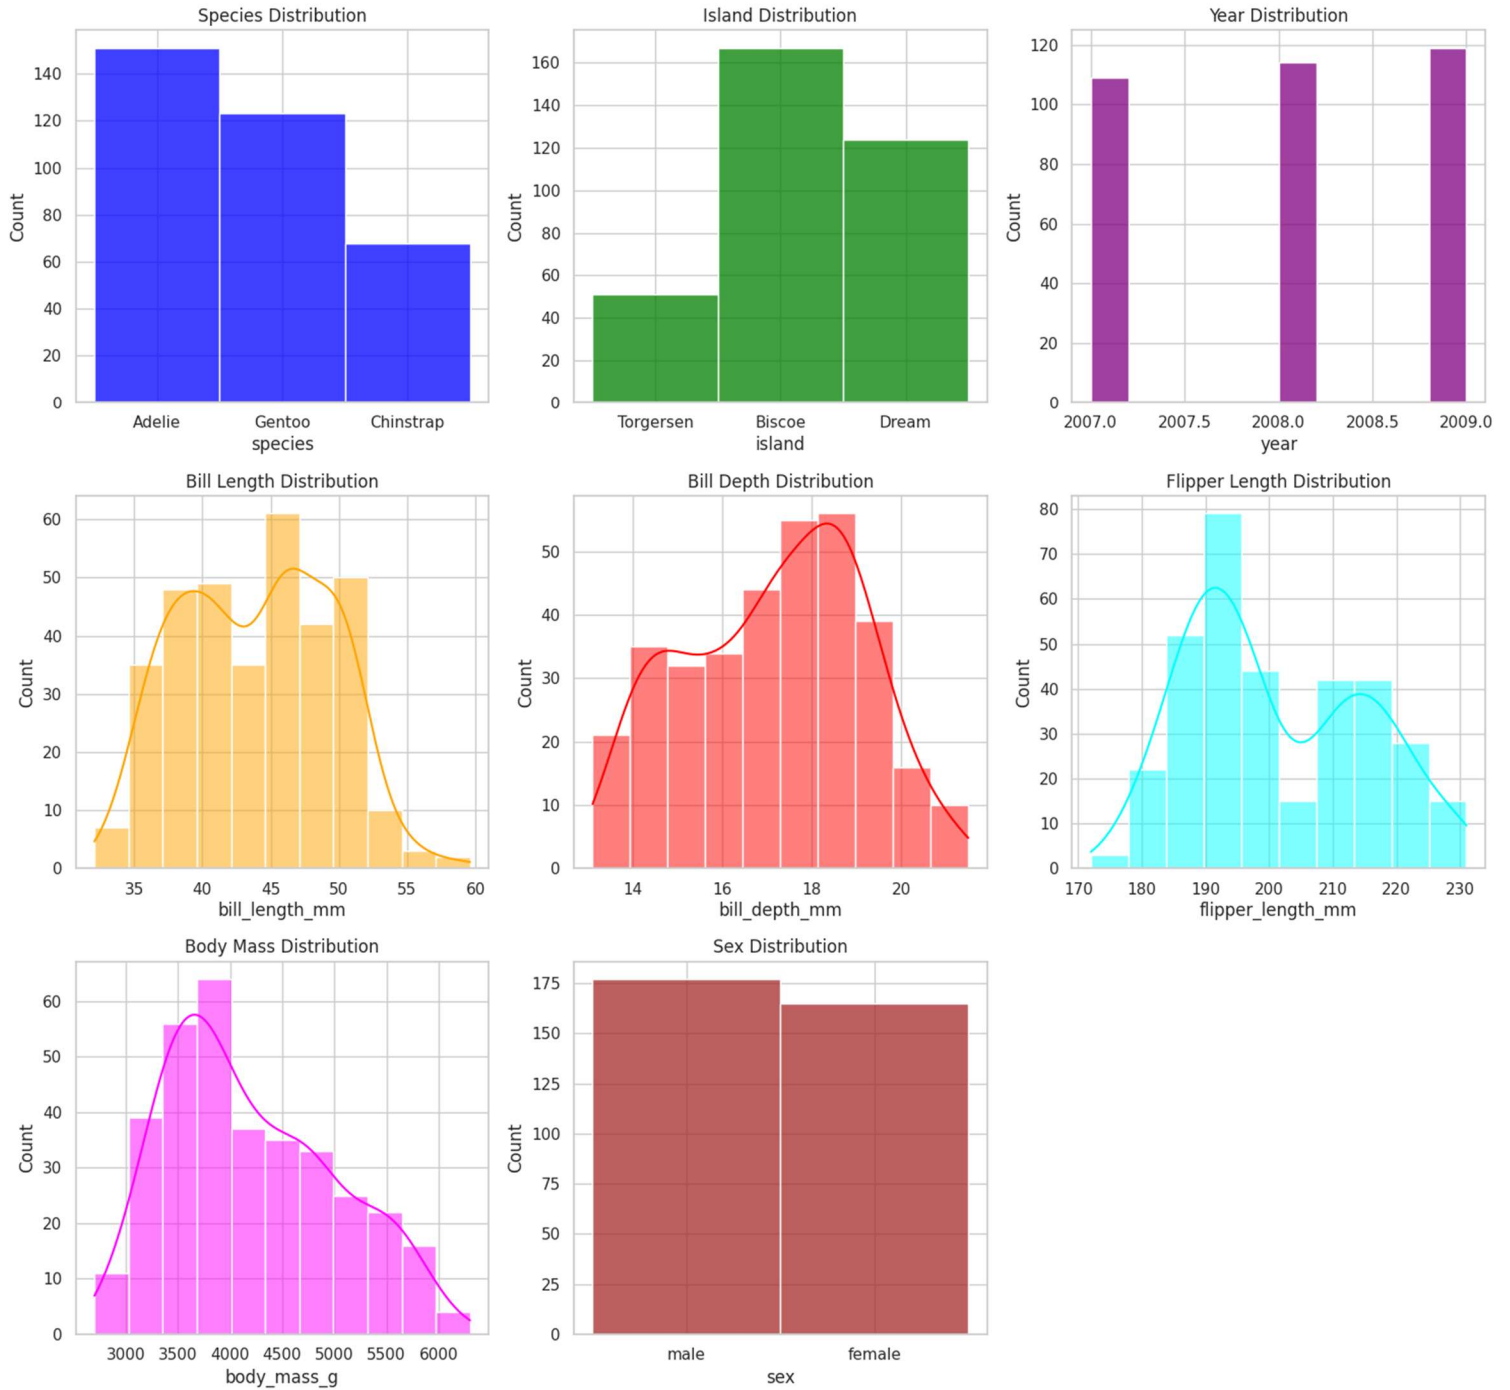 Species Distribution
Count
140
120
100
80
60
40
20
0
Adelie Gentoo Chinstrap
species
Island Distribution
Count
160
140
120
100
80
60
40
20
0
Torgersen Biscoe Dream
island
Year Distribution
Count
120
100
80
60
40
20
0
2007.0 2007.5 2008.0 2008.5 2009.0
year
Bill Length Distribution
Count
60
50
40
30
20
10
0
35 40 45 50 55 60
bill_length_mm
Bill Depth Distribution
Count
50
40
30
20
10
0
14 16 18 20
bill_depth_mm
Flipper Length Distribution
Count
80
70
60
50
40
30
20
10
0
170 180 190 200 210 220 230
flipper_length_mm
Body Mass Distribution
Count
60
50
40
30
20
10
0
3000 3500 4000 4500 5000 5500 6000
body_mass_g
Sex Distribution
Count
175
150
125
100
75
50
25
0
male female
sex